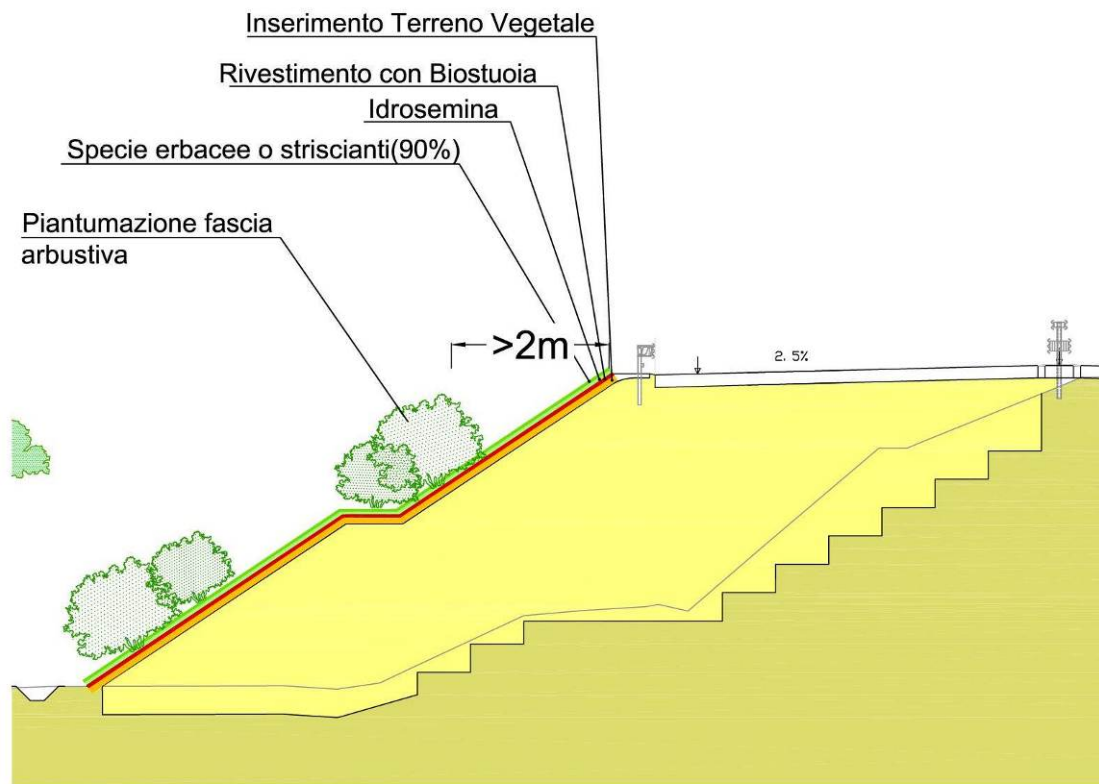 Inserimento Terreno Vegetale
Rivestimento con Biostuoia
Idrosemina
Specie erbacee o striscianti(90%)
Piantumazione fascia
arbustiva
>2m
2.5%